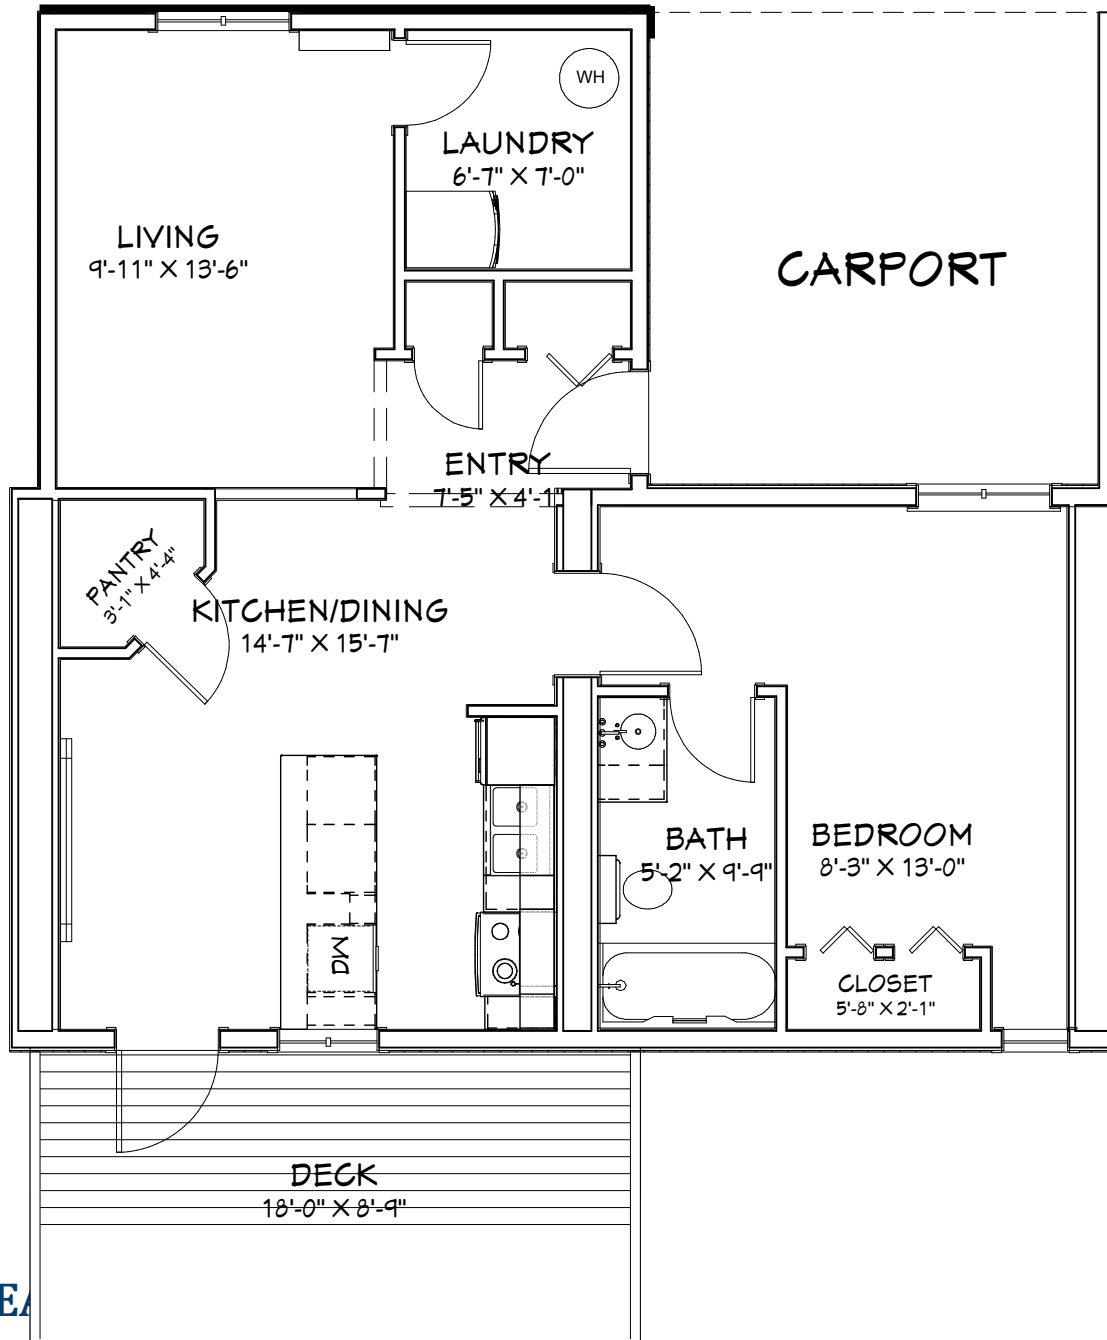 WH
LAUNDRY
6'-7" X 7'-0"
LIVING
9'-11" X 13'-6"
CARPORT
ENTRY
7'-5" X 4'-1"
PANTRY
3'-1" X 4'-4"
KITCHEN/DINING
14'-7" X 15'-7"
BATH
5'-2" X 9'-9"
BEDROOM
8'-3" X 13'-0"
DW
CLOSET
5'-8" X 2'-1"
DECK
18'-0" X 8'-9"